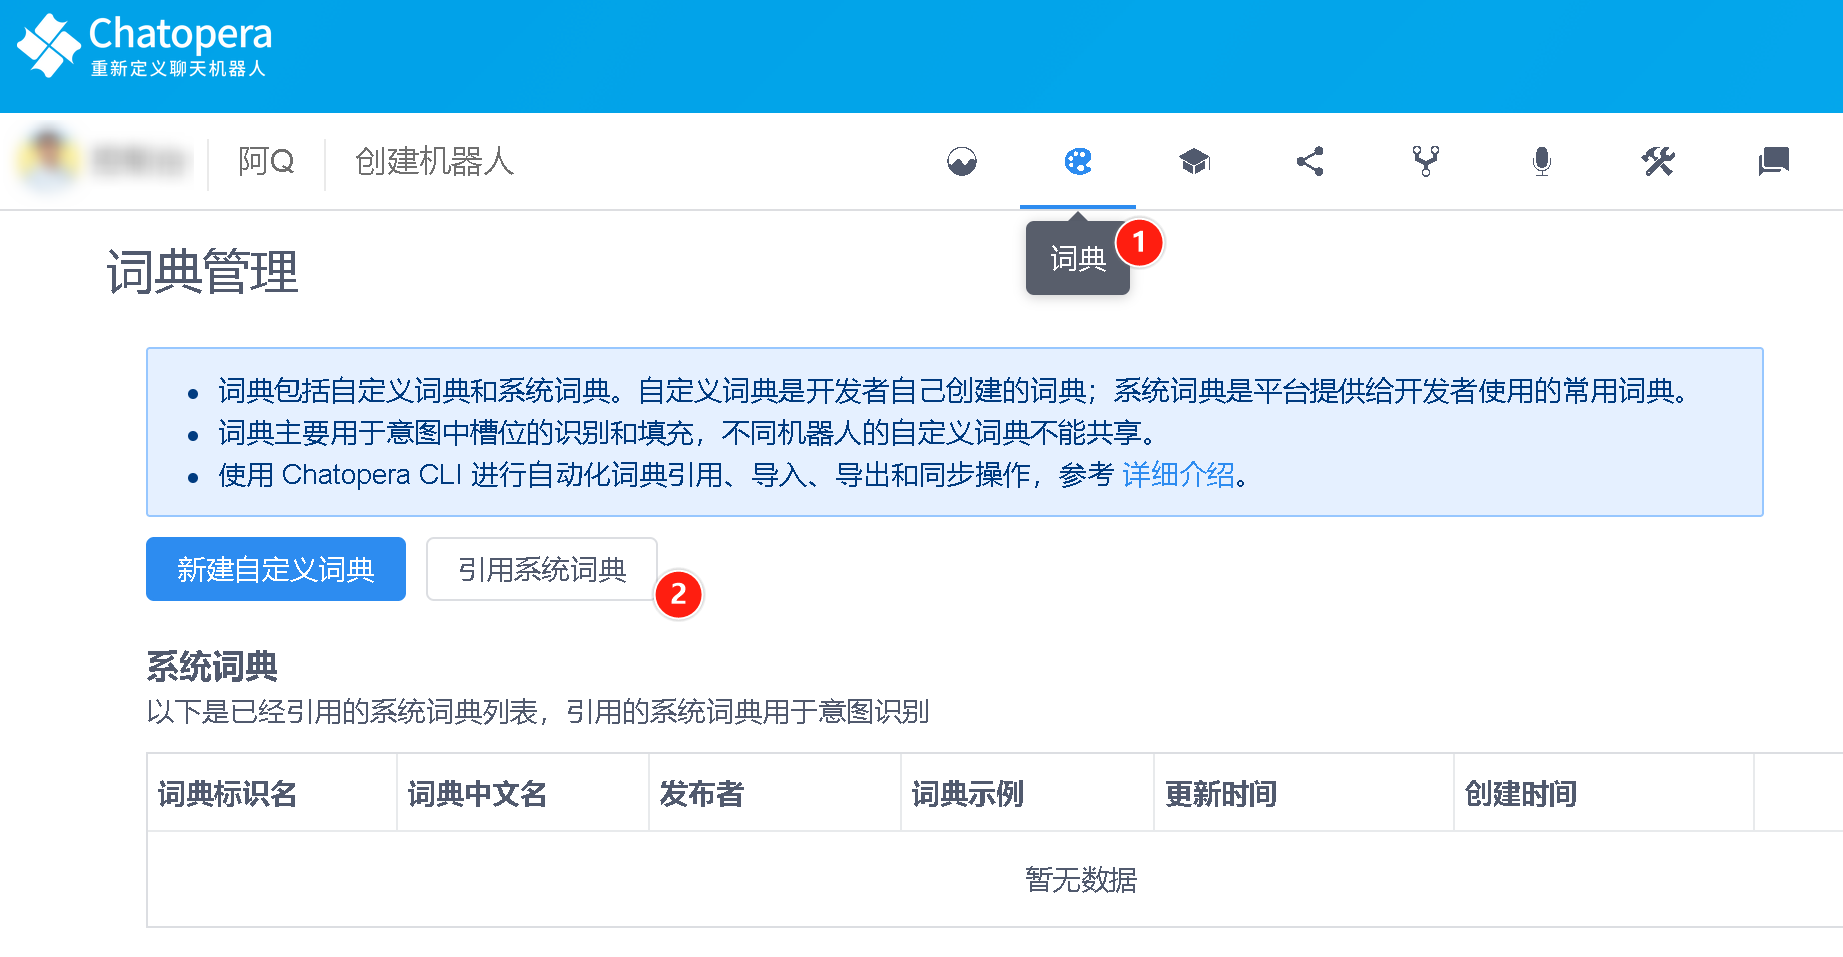 Chatopera
重新定义聊天机器人
阿Q
创建机器人
词典
1
词典管理
词典包括自定义词典和系统词典。自定义词典是开发者自己创建的词典；系统词典是平台提供给开发者使用的常用词典。
词典主要用于意图中槽位的识别和填充，不同机器人的自定义词典不能共享。
使用 Chatopera CLI 进行自动化词典引用、导入、导出和同步操作，参考 详细介绍。
新建自定义词典
引用系统词典
2
系统词典
以下是已经引用的系统词典列表，引用的系统词典用于意图识别
词典标识名 词典中文名 发布者 词典示例 更新时间 创建时间
暂无数据